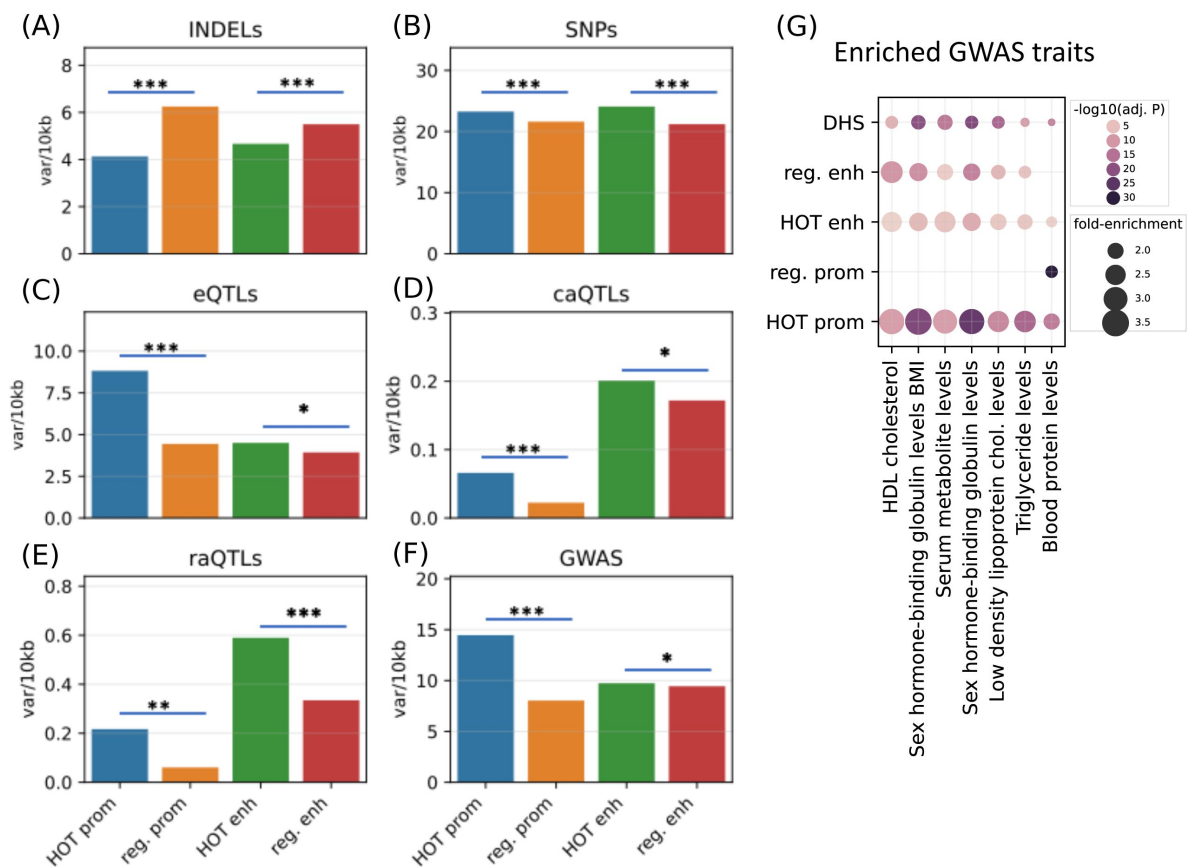 (A)
INDELs
8
6
4
2
0
var/10kb
***
***
(B)
SNPs
30
20
10
0
var/10kb
***
***
(C)
eQTLs
10.0
7.5
5.0
2.5
0.0
var/10kb
***
*
(D)
caQTLs
0.3
0.2
0.1
0.0
var/10kb
***
*
(E)
raQTLs
0.8
0.6
0.4
0.2
0.0
var/10kb
**
***
HOT prom
reg. prom
HOT enh
reg. enh
(F)
GWAS
20
15
10
5
0
var/10kb
***
*
HOT prom
reg. prom
HOT enh
reg. enh
(G)
Enriched GWAS traits
DHS
reg. enh
HOT enh
reg. prom
HOT prom
HDL cholesterol
Sex hormone-binding globulin levels BMI
Serum metabolite levels
Sex hormone-binding globulin levels
Low density lipoprotein chol. levels
Triglyceride levels
Blood protein levels
-log10(adj. P)
5
10
15
20
25
30
fold-enrichment
2.0
2.5
3.0
3.5